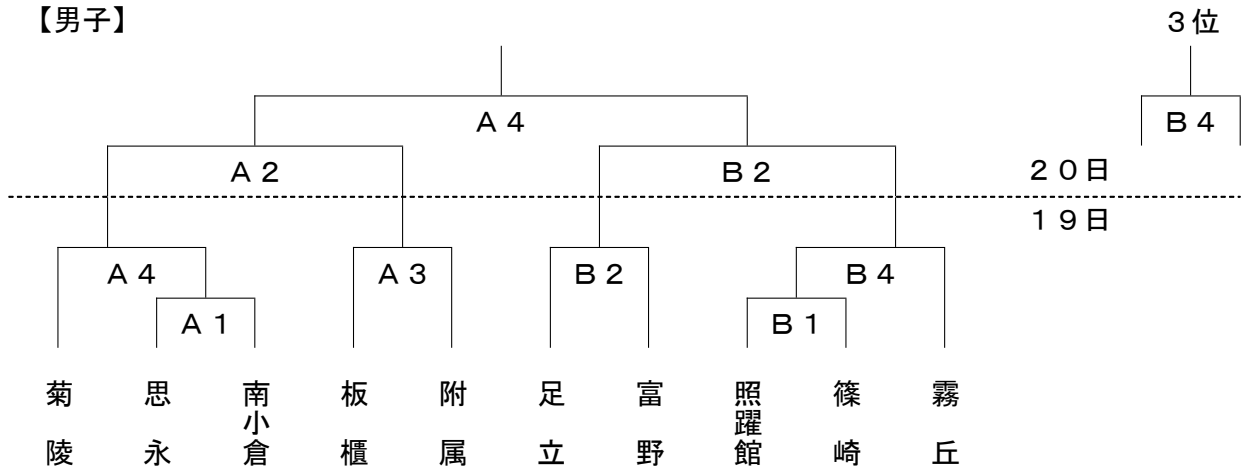 【男子】
3位
A4
B4
A2
B2
20日
19日
A4
A3
B2
B4
A1
B1
菊陵
思永
南小倉
板櫃
附属
足立
富野
照躍館
篠崎
霧丘